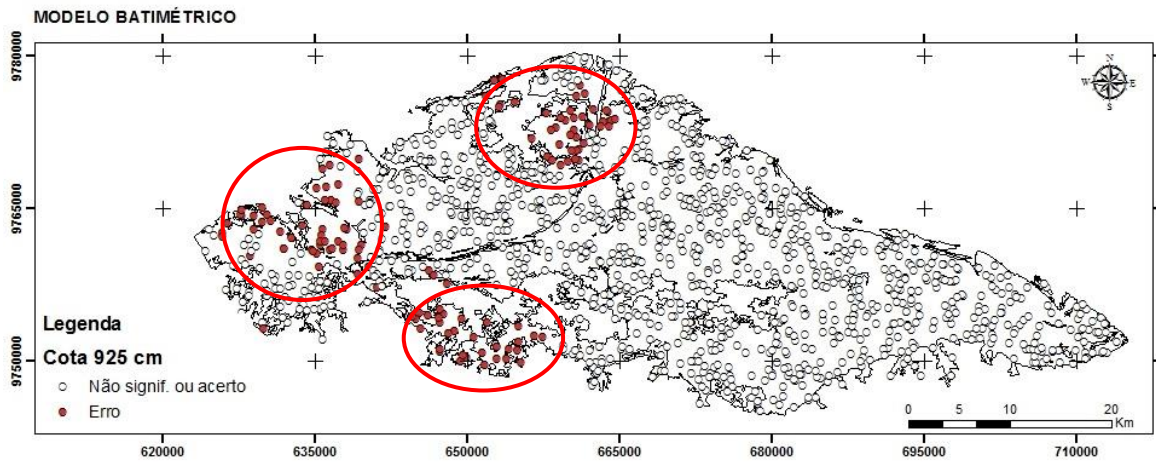 MODELO BATIMÉTRICO
9780000
9765000
9750000
N
W E
S
Legenda
Cota 925 cm
Não signif. ou acerto
Erro
0 5 10 20
Km
620000 635000 650000 665000 680000 695000 710000